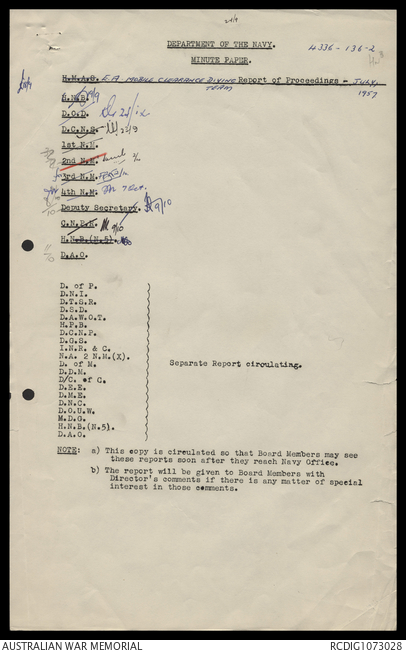 24/9
DEPARTMENT OF THE NAVY.
4336-136-2
MINUTE PAPER.
H.M.A.S. E.A MOBILE CLEARANCE DIVING TEAM Report of Proceedings - JULY, 1957
H.N.B.
D.O.D.
D.C.N.S.
1st N.M.
2nd N.M.
3rd N.M.
4th N.M.
Deputy Secretary.
C.N.E.R.
H.N.B.(N.5).
D.A.O.
D. of P.
D.N.I.
D.T.S.R.
D.S.D.
D.A.W.O.T.
H.P.B.
D.C.N.P.
D.G.S.
I.N.R. & C.
N.A. 2 N.M.(X).
D. of M.
Separate Report circulating.
D.D.M.
D/C. of C.
D.E.E.
D.M.E.
D.N.C.
D.O.U.W.
M.D.G.
H.N.B.(N.5).
D.A.O.
NOTE: a) This copy is circulated so that Board Members may see
these reports soon after they reach Navy Office.
b) The report will be given to Board Members with
Director's comments if there is any matter of special
interest in those comments.
AUSTRALIAN WAR MEMORIAL
RCDIG1073028